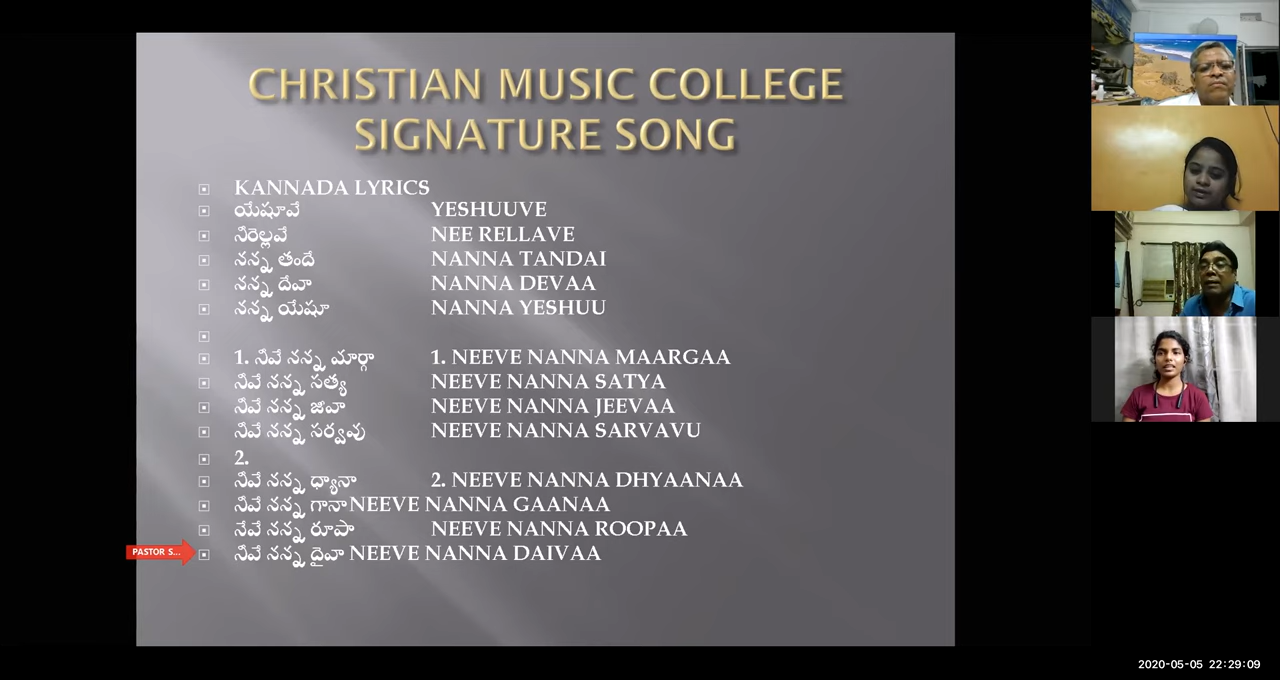 CHRISTIAN MUSIC COLLEGE
SIGNATURE SONG
KANNADA LYRICS
యేషూవే YESHUUVE
నీరెల్లవే NEE RELLAVE
నన్న తందే NANNA TANDAI
నన్న దేవా NANNA DEVAA
నన్న యేషూ NANNA YESHUU
1. నీవే నన్న మార్గా 1. NEEVE NANNA MAARGAA
నీవే నన్న సత్య NEEVE NANNA SATYA
నీవే నన్న జీవా NEEVE NANNA JEEVAA
నీవే నన్న సర్వవు NEEVE NANNA SARVAVU
2.
నీవే నన్న ధ్యానా 2. NEEVE NANNA DHYAANAA
నీవే నన్న గానా NEEVE NANNA GAANAA
నేవే నన్న రూపా NEEVE NANNA ROOPAA
PASTOR S... నీవే నన్న దైవా NEEVE NANNA DAIVAA
2020-05-05 22:29:09